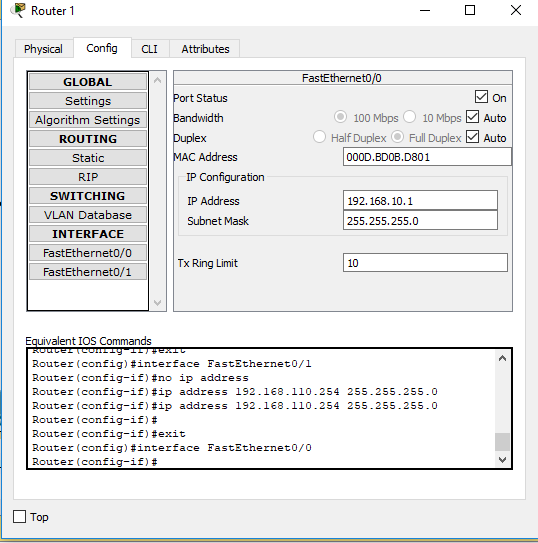 Router 1
Physical Config CLI Attributes
GLOBAL
Settings
Algorithm Settings
ROUTING
Static
RIP
SWITCHING
VLAN Database
INTERFACE
FastEthernet0/0
FastEthernet0/1
FastEthernet0/0
Port Status On
Bandwidth 100 Mbps 10 Mbps Auto
Duplex Half Duplex Full Duplex Auto
MAC Address 000D.BD0B.D801
IP Configuration
IP Address 192.168.10.1
Subnet Mask 255.255.255.0
Tx Ring Limit 10
Equivalent IOS Commands
Router(config-if)#exit
Router(config)#interface FastEthernet0/1
Router(config-if)#no ip address
Router(config-if)#ip address 192.168.110.254 255.255.255.0
Router(config-if)#ip address 192.168.110.254 255.255.255.0
Router(config-if)#
Router(config-if)#exit
Router(config)#interface FastEthernet0/0
Router(config-if)#
Top